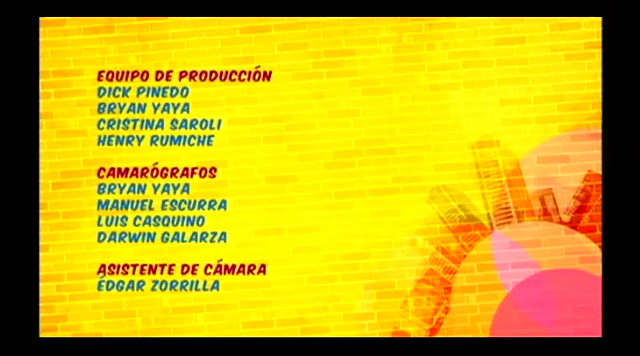 EQUIPO DE PRODUCCIÓN
DICK PINEDO
BRYAN YAYA
CRISTINA SAROLI
HENRY RUMICHE
CAMARÓGRAFOS
BRYAN YAYA
MANUEL ESCURRA
LUIS CASQUINO
DARWIN GALARZA
ASISTENTE DE CÁMARA
ÉDGAR ZORRILLA